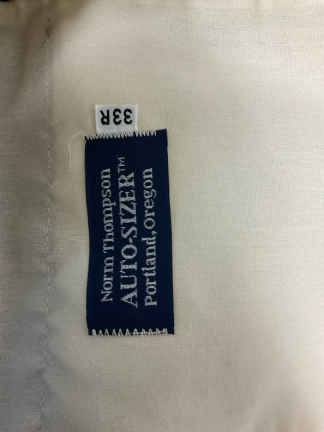 33R
Norm Thompson
AUTO-SIZER™
Portland, Oregon